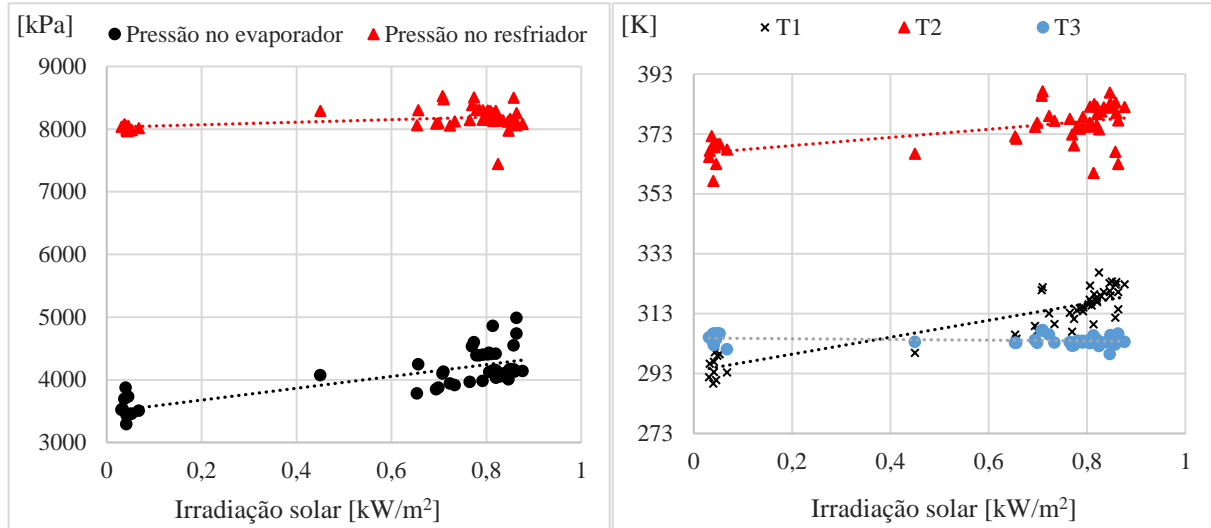 [kPa]
Pressão no evaporador
Pressão no resfriador
9000
8000
7000
6000
5000
4000
3000
0
0,2
0,4
0,6
0,8
1
Irradiação solar [kW/m²]
[K]
T1
T2
T3
393
373
353
333
313
293
273
0
0,2
0,4
0,6
0,8
1
Irradiação solar [kW/m²]